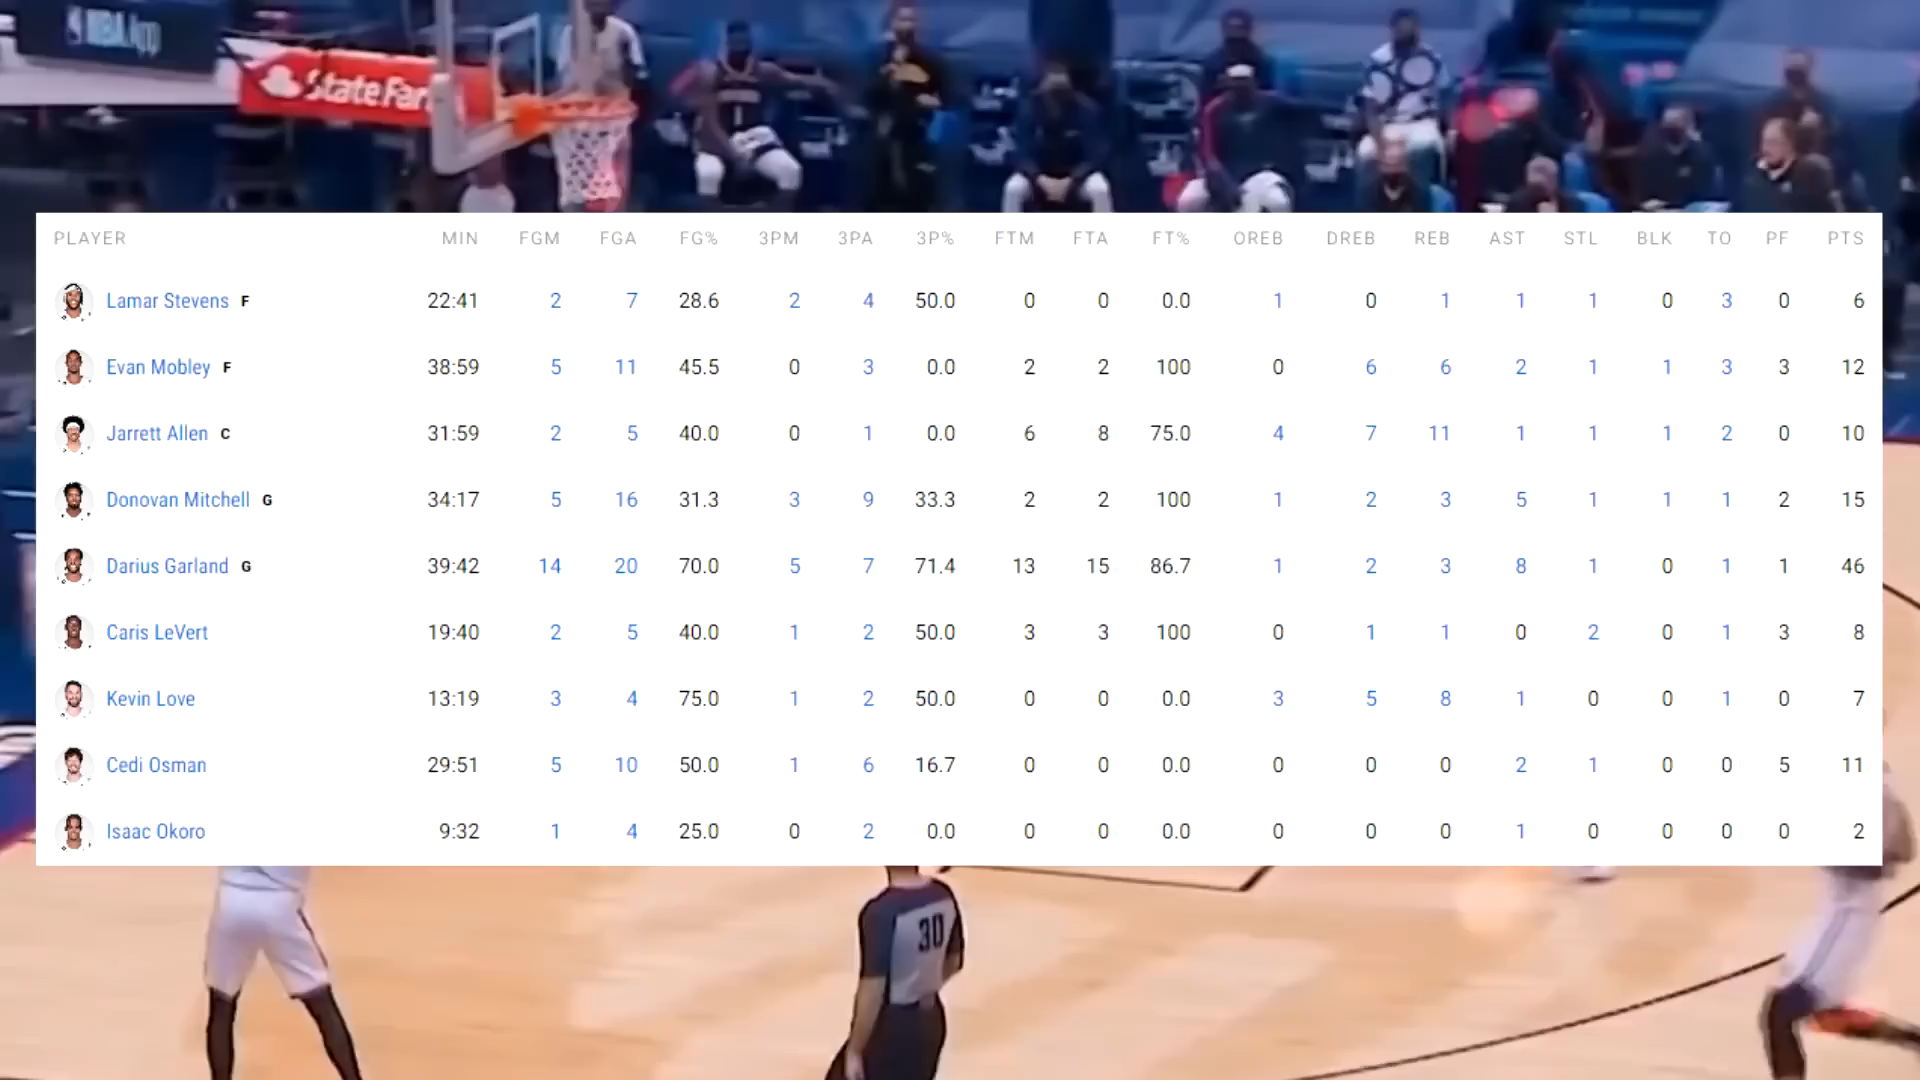 NBA App
StateFar
1
PLAYER MIN FGM FGA FG% 3PM 3PA 3P% FTM FTA FT% OREB DREB REB AST STL BLK TO PF PTS
Lamar Stevens F 22:41 2 7 28.6 2 4 50.0 0 0 0.0 1 0 1 1 1 0 3 0 6
Evan Mobley F 38:59 5 11 45.5 0 3 0.0 2 2 100 0 6 6 2 1 1 3 3 12
Jarrett Allen C 31:59 2 5 40.0 0 1 0.0 6 8 75.0 4 7 11 1 1 1 2 0 10
Donovan Mitchell G 34:17 5 16 31.3 3 9 33.3 2 2 100 1 2 3 5 1 1 1 2 15
Darius Garland G 39:42 14 20 70.0 5 7 71.4 13 15 86.7 1 2 3 8 1 0 1 1 46
Caris LeVert 19:40 2 5 40.0 1 2 50.0 3 3 100 0 1 1 0 2 0 1 3 8
Kevin Love 13:19 3 4 75.0 1 2 50.0 0 0 0.0 3 5 8 1 0 0 1 0 7
Cedi Osman 29:51 5 10 50.0 1 6 16.7 0 0 0.0 0 0 0 2 1 0 0 5 11
Isaac Okoro 9:32 1 4 25.0 0 2 0.0 0 0 0.0 0 0 0 1 0 0 0 0 2
30